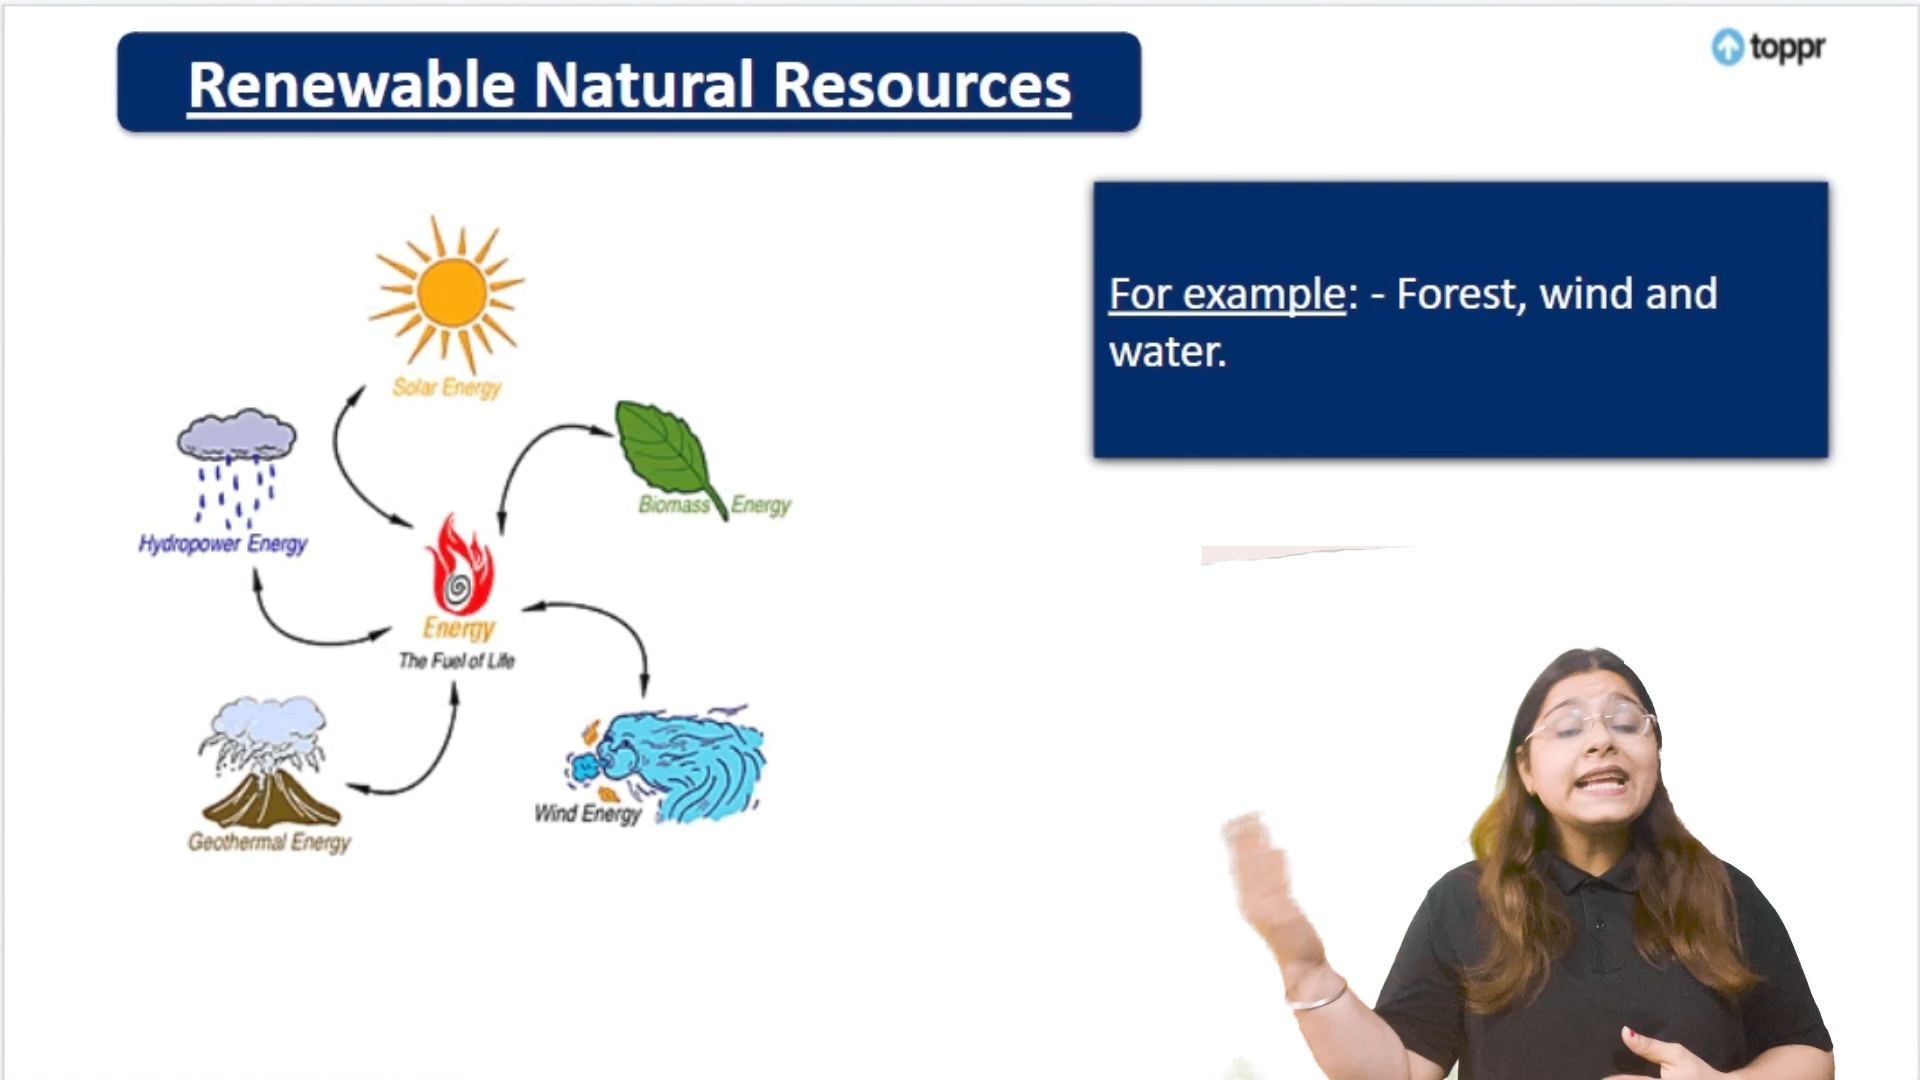 Renewable Natural Resources
toppr
For example: - Forest, wind and
water.
Solar Energy
Biomass Energy
Hydropower Energy
Energy
The Fuel of Life
Wind Energy
Geothermal Energy